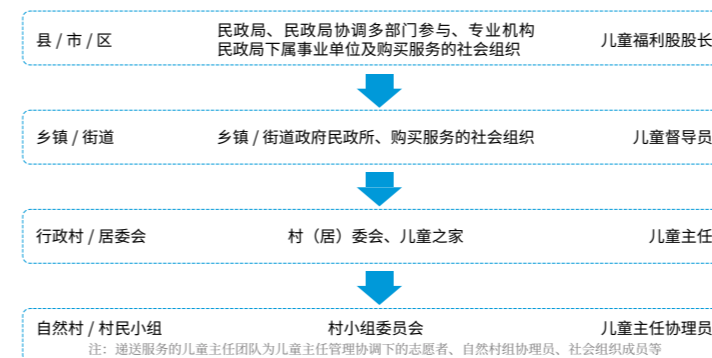 县 / 市 / 区
民政局、民政局协调多部门参与、专业机构
民政局下属事业单位及购买服务的社会组织
儿童福利股股长
乡镇 / 街道
乡镇 / 街道政府民政所、购买服务的社会组织
儿童督导员
行政村 / 居委会
村（居）委会、儿童之家
儿童主任
自然村 / 村民小组
村小组委员会
儿童主任协理员
注：递送服务的儿童主任团队为儿童主任管理协调下的志愿者、自然村组协理员、社会组织成员等